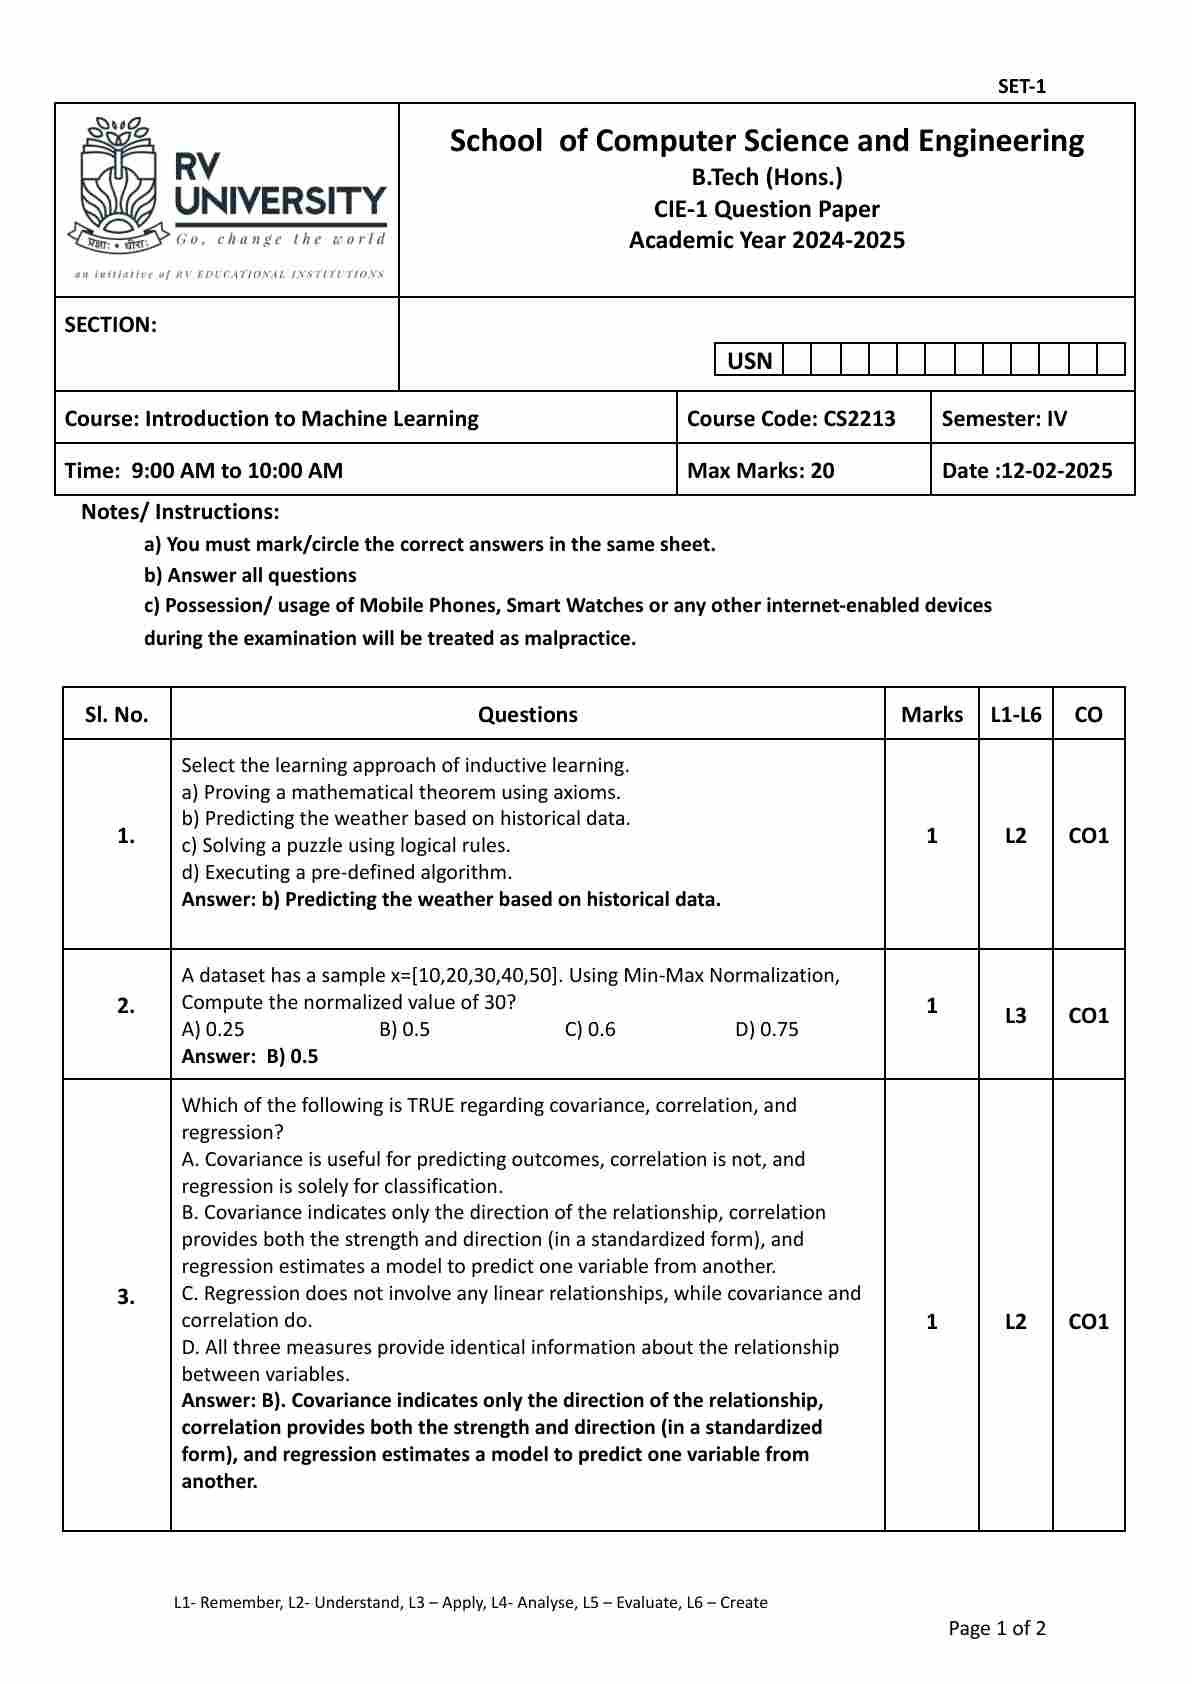 SET-1
RV
UNIVERSITY
Go, change the world
प्रज्ञाः • धीराः
an initiative of RV EDUCATIONAL INSTITUTIONS
School of Computer Science and Engineering
B.Tech (Hons.)
CIE-1 Question Paper
Academic Year 2024-2025
SECTION:
USN
Course: Introduction to Machine Learning
Course Code: CS2213
Semester: IV
Time: 9:00 AM to 10:00 AM
Max Marks: 20
Date :12-02-2025
Notes/ Instructions:
a) You must mark/circle the correct answers in the same sheet.
b) Answer all questions
c) Possession/ usage of Mobile Phones, Smart Watches or any other internet-enabled devices
during the examination will be treated as malpractice.
Sl. No. Questions Marks L1-L6 CO
1.
Select the learning approach of inductive learning.
a) Proving a mathematical theorem using axioms.
b) Predicting the weather based on historical data.
c) Solving a puzzle using logical rules.
d) Executing a pre-defined algorithm.
Answer: b) Predicting the weather based on historical data.
1 L2 CO1
2.
A dataset has a sample x=[10,20,30,40,50]. Using Min-Max Normalization,
Compute the normalized value of 30?
A) 0.25 B) 0.5 C) 0.6 D) 0.75
Answer: B) 0.5
1 L3 CO1
3.
Which of the following is TRUE regarding covariance, correlation, and
regression?
A. Covariance is useful for predicting outcomes, correlation is not, and
regression is solely for classification.
B. Covariance indicates only the direction of the relationship, correlation
provides both the strength and direction (in a standardized form), and
regression estimates a model to predict one variable from another.
C. Regression does not involve any linear relationships, while covariance and
correlation do.
D. All three measures provide identical information about the relationship
between variables.
Answer: B). Covariance indicates only the direction of the relationship,
correlation provides both the strength and direction (in a standardized
form), and regression estimates a model to predict one variable from
another.
1 L2 CO1
L1- Remember, L2- Understand, L3 – Apply, L4- Analyse, L5 – Evaluate, L6 – Create
Page 1 of 2